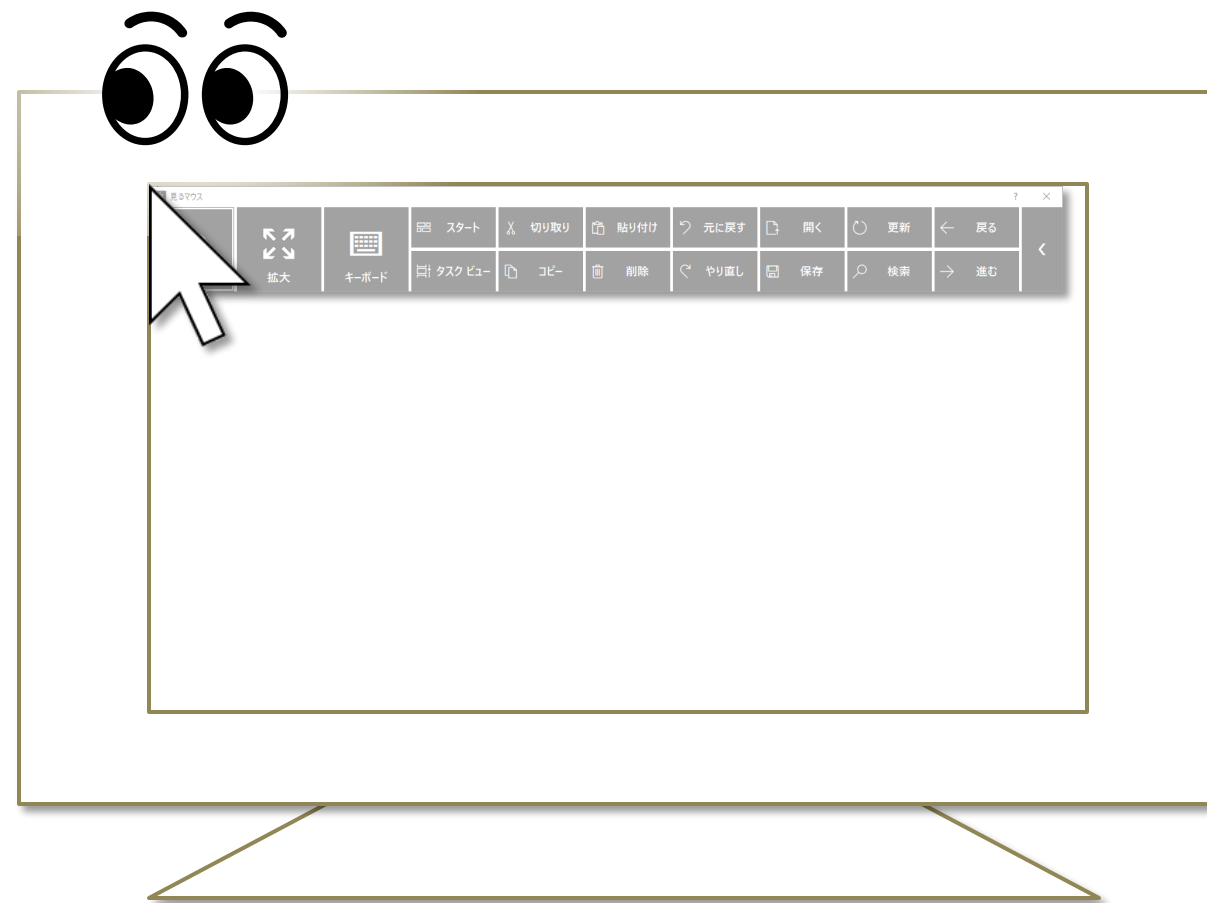 見るマウス ? ×
スタート 切り取り 貼り付け 元に戻す 開く 更新 戻る
拡大 キーボード タスク ビュー コピー 削除 やり直し 保存 検索 進む